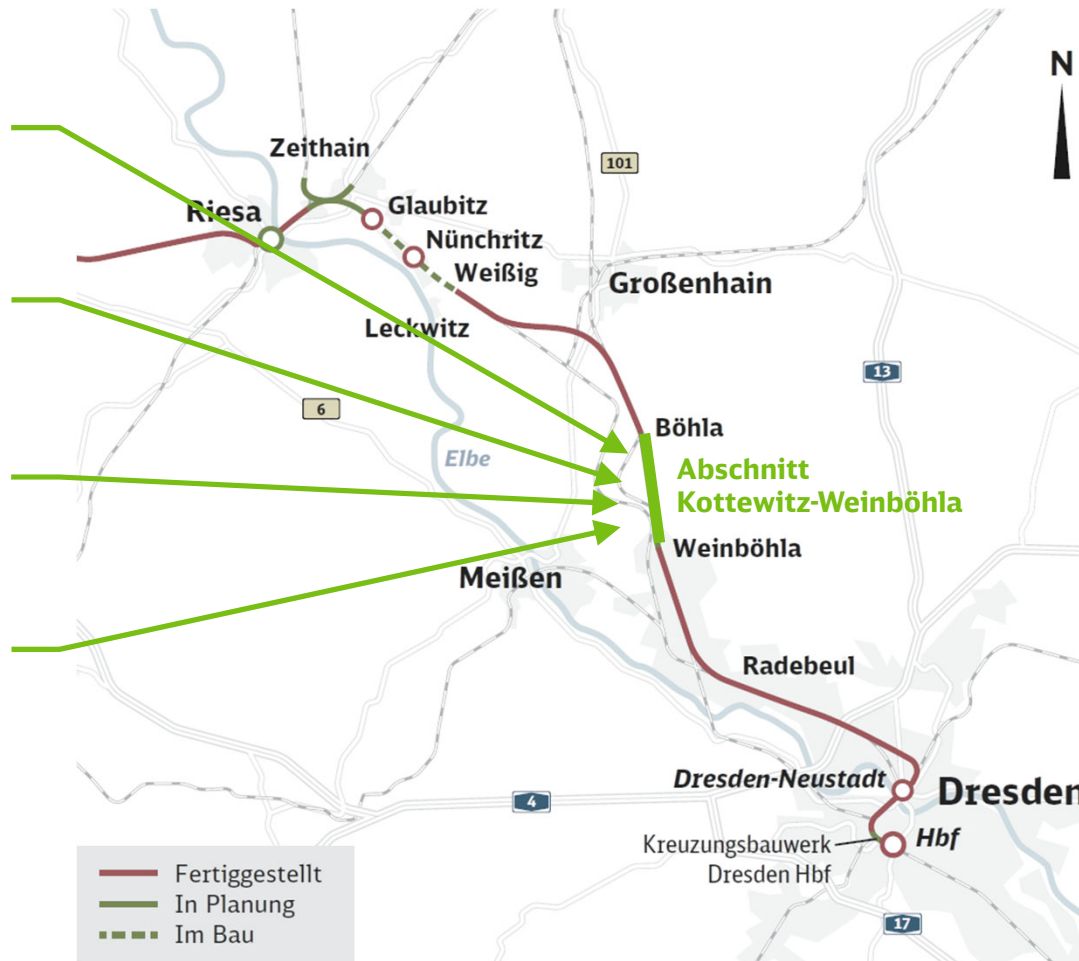 N
Zeithain
101
Riesa
Glaubitz
Nünchritz
Weißig
Großenhain
Leckwitz
13
6
Böhla
Elbe
Abschnitt
Kottewitz-Weinböhla
Weinböhla
Meißen
Radebeul
Dresden-Neustadt
Dresden
4
Kreuzungsbauwerk
Dresden Hbf
Hbf
Fertiggestellt
In Planung
Im Bau
17